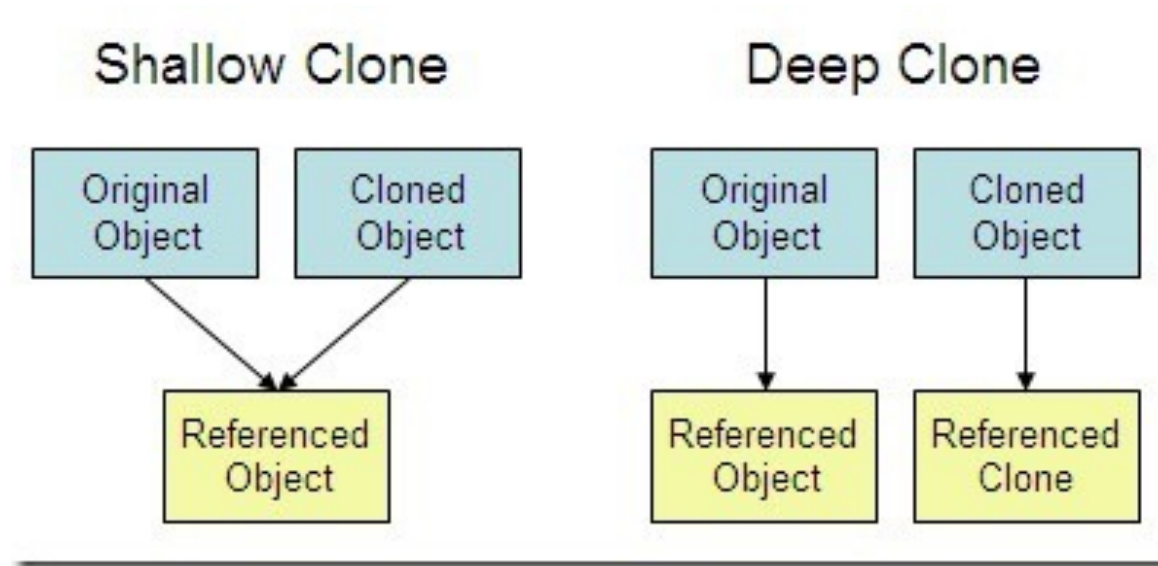 Shallow Clone
Deep Clone
Original
Object
Cloned
Object
Original
Object
Cloned
Object
Referenced
Object
Referenced
Object
Referenced
Clone